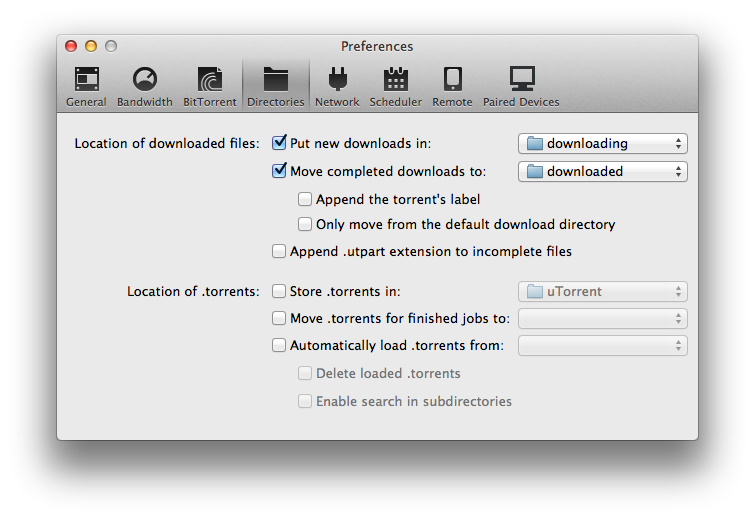 Preferences
General Bandwidth BitTorrent Directories Network Scheduler Remote Paired Devices
Location of downloaded files: Put new downloads in: downloading
Move completed downloads to: downloaded
Append the torrent's label
Only move from the default download directory
Append .utpart extension to incomplete files
Location of .torrents: Store .torrents in: uTorrent
Move .torrents for finished jobs to:
Automatically load .torrents from:
Delete loaded .torrents
Enable search in subdirectories